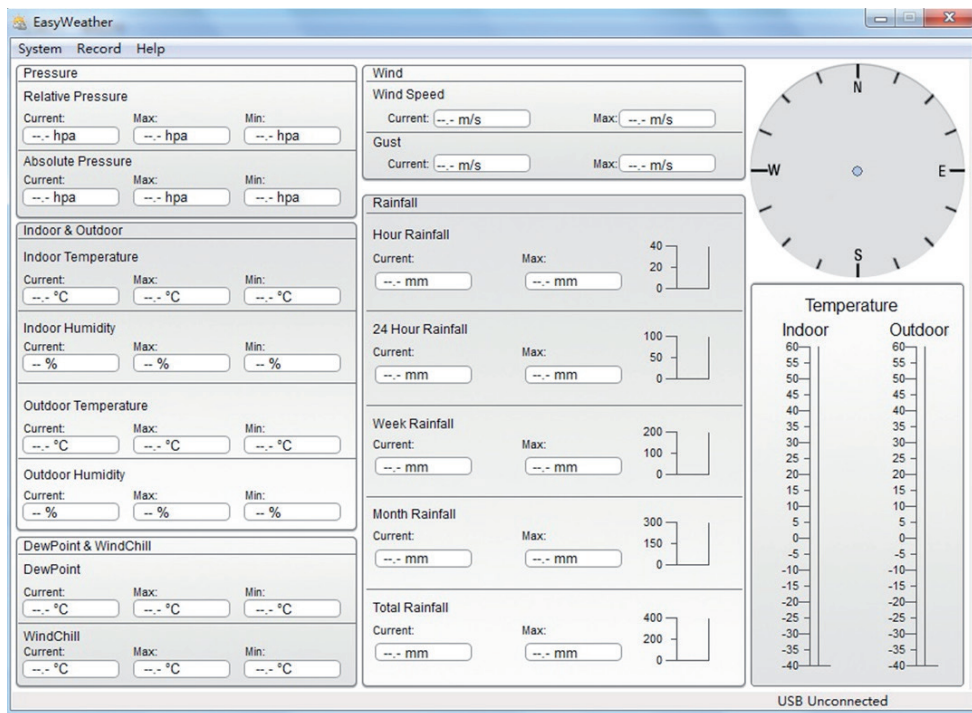 EasyWeather
System Record Help
Pressure
Relative Pressure
Current: Max: Min:
--.- hpa --.- hpa --.- hpa
Absolute Pressure
Current: Max: Min:
--.- hpa --.- hpa --.- hpa
Indoor & Outdoor
Indoor Temperature
Current: Max: Min:
--.- °C --.- °C --.- °C
Indoor Humidity
Current: Max: Min:
-- % -- % -- %
Outdoor Temperature
Current: Max: Min:
--.- °C --.- °C --.- °C
Outdoor Humidity
Current: Max: Min:
-- % -- % -- %
DewPoint & WindChill
DewPoint
Current: Max: Min:
--.- °C --.- °C --.- °C
WindChill
Current: Max: Min:
--.- °C --.- °C --.- °C
Wind
Wind Speed
Current: --.- m/s Max: --.- m/s
Gust
Current: --.- m/s Max: --.- m/s
Rainfall
Hour Rainfall
Current: Max:
--.- mm --.- mm
40
20
0
24 Hour Rainfall
Current: Max:
--.- mm --.- mm
100
50
0
Week Rainfall
Current: Max:
--.- mm --.- mm
200
100
0
Month Rainfall
Current: Max:
--.- mm --.- mm
300
150
0
Total Rainfall
Current: Max:
--.- mm --.- mm
400
200
0
N
W E
S
Temperature
Indoor Outdoor
60 60
55 55
50 50
45 45
40 40
35 35
30 30
25 25
20 20
15 15
10 10
5 5
0 0
-5 -5
-10 -10
-15 -15
-20 -20
-25 -25
-30 -30
-35 -35
-40 -40
USB Unconnected